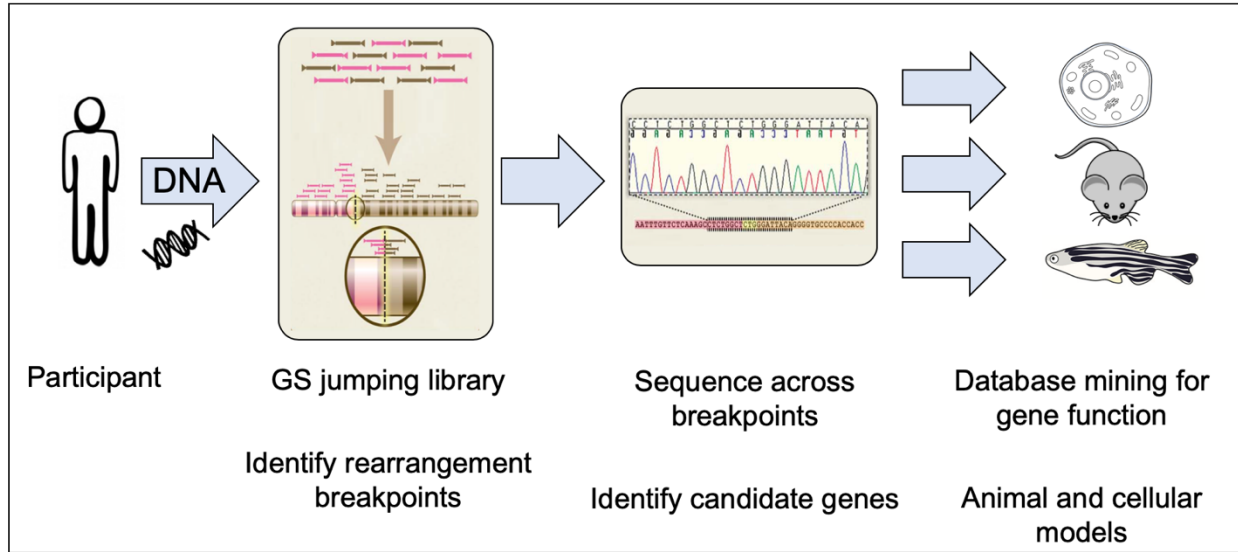 DNA
C C T C T G G C T C T G G G A T T A C A
AATTTGTTCTCAAAGCCTCTGGCTCTGGGATTACAGGGGTGCCCCACCACC
Participant
GS jumping library
Identify rearrangement
breakpoints
Sequence across
breakpoints
Identify candidate genes
Database mining for
gene function
Animal and cellular
models